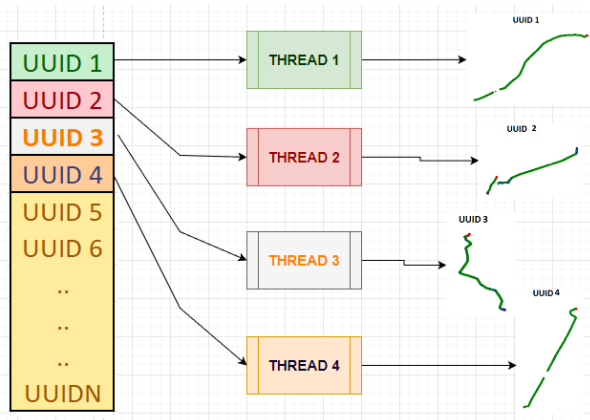 UUID 1
UUID 2
UUID 3
UUID 4
UUID 5
UUID 6
..
..
..
UUIDN
THREAD 1
THREAD 2
THREAD 3
THREAD 4
UUID 1
UUID 2
UUID 3
UUID 4